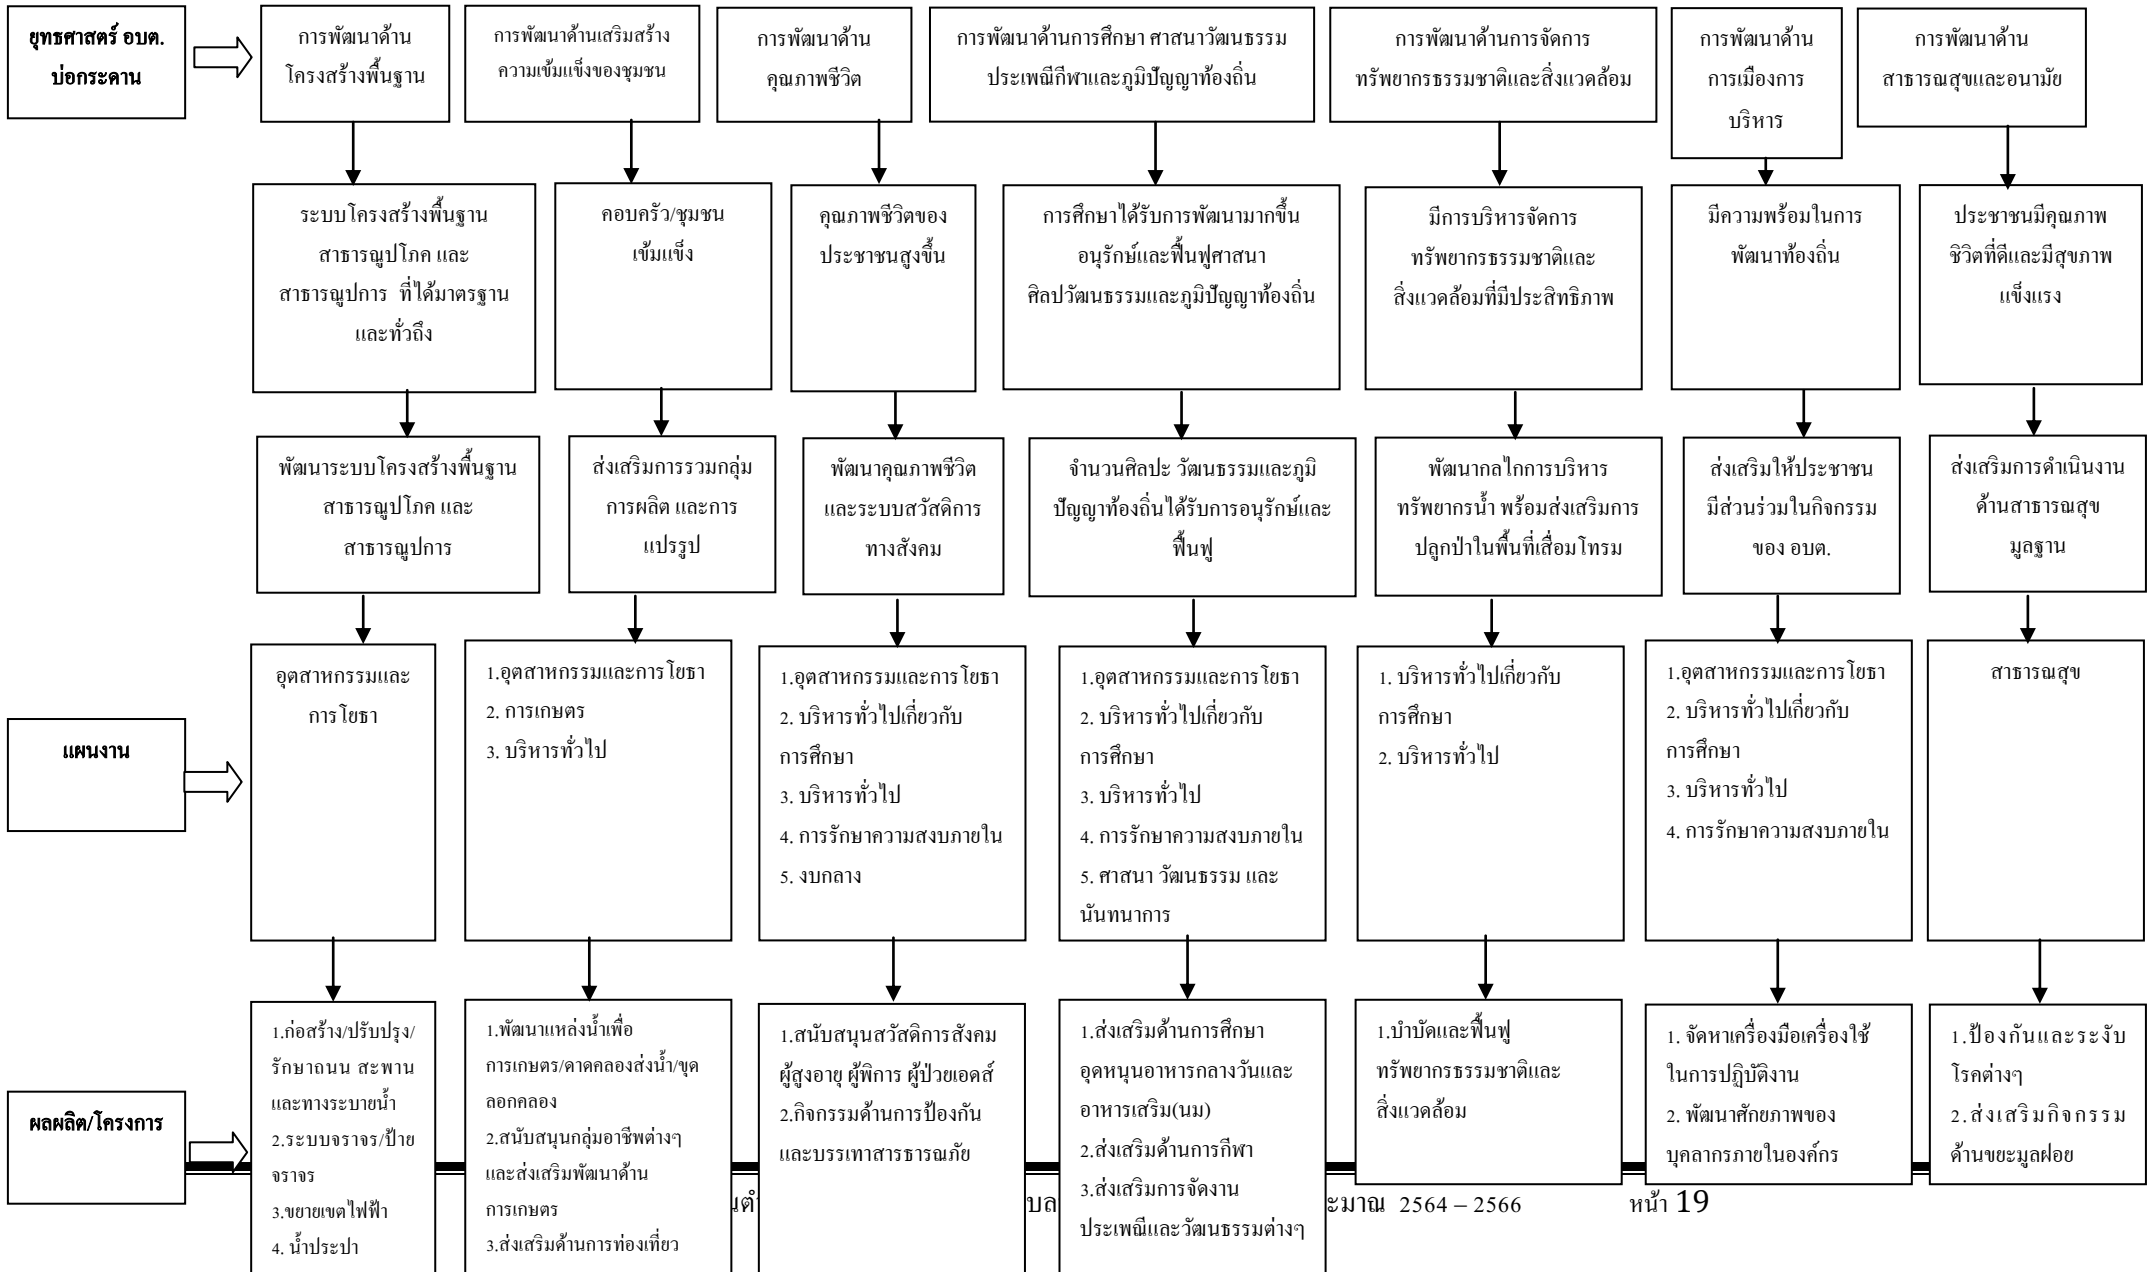 ยุทธศาสตร์ อบต.
บ่อกระดาน
การพัฒนาด้าน
โครงสร้างพื้นฐาน
การพัฒนาด้านเสริมสร้าง
ความเข้มแข็งของชุมชน
การพัฒนาด้าน
คุณภาพชีวิต
การพัฒนาด้านการศึกษา ศาสนาวัฒนธรรม
ประเพณีกีฬาและภูมิปัญญาท้องถิ่น
การพัฒนาด้านการจัดการ
ทรัพยากรธรรมชาติและสิ่งแวดล้อม
การพัฒนาด้าน
การเมืองการ
บริหาร
การพัฒนาด้าน
สาธารณสุขและอนามัย
ระบบโครงสร้างพื้นฐาน
สาธารณูปโภค และ
สาธารณูปการ ที่ได้มาตรฐาน
และทั่วถึง
คอบครัว/ชุมชน
เข้มแข็ง
คุณภาพชีวิตของ
ประชาชนสูงขึ้น
การศึกษาได้รับการพัฒนามากขึ้น
อนุรักษ์และฟื้นฟูศาสนา
ศิลปวัฒนธรรมและภูมิปัญญาท้องถิ่น
มีการบริหารจัดการ
ทรัพยากรธรรมชาติและ
สิ่งแวดล้อมที่มีประสิทธิภาพ
มีความพร้อมในการ
พัฒนาท้องถิ่น
ประชาชนมีคุณภาพ
ชิวิตที่ดีและมีสุขภาพ
แข็งแรง
พัฒนาระบบโครงสร้างพื้นฐาน
สาธารณูปโภค และ
สาธารณูปการ
ส่งเสริมการรวมกลุ่ม
การผลิต และการ
แปรรูป
พัฒนาคุณภาพชีวิต
และระบบสวัสดิการ
ทางสังคม
จำนวนศิลปะ วัฒนธรรมและภูมิ
ปัญญาท้องถิ่นได้รับการอนุรักษ์และ
ฟื้นฟู
พัฒนากลไกการบริหาร
ทรัพยากรน้ำ พร้อมส่งเสริมการ
ปลูกป่าในพื้นที่เสื่อมโทรม
ส่งเสริมให้ประชาชน
มีส่วนร่วมในกิจกรรม
ของ อบต.
ส่งเสริมการดำเนินงาน
ด้านสาธารณสุข
มูลฐาน
แผนงาน
อุตสาหกรรมและ
การโยธา
1.อุตสาหกรรมและการโยธา
2. การเกษตร
3. บริหารทั่วไป
1.อุตสาหกรรมและการโยธา
2. บริหารทั่วไปเกี่ยวกับ
การศึกษา
3. บริหารทั่วไป
4. การรักษาความสงบภายใน
5. งบกลาง
1.อุตสาหกรรมและการโยธา
2. บริหารทั่วไปเกี่ยวกับ
การศึกษา
3. บริหารทั่วไป
4. การรักษาความสงบภายใน
5. ศาสนา วัฒนธรรม และ
นันทนาการ
1. บริหารทั่วไปเกี่ยวกับ
การศึกษา
2. บริหารทั่วไป
1.อุตสาหกรรมและการโยธา
2. บริหารทั่วไปเกี่ยวกับ
การศึกษา
3. บริหารทั่วไป
4. การรักษาความสงบภายใน
สาธารณสุข
ผลผลิต/โครงการ
1.ก่อสร้าง/ปรับปรุง/
รักษาถนน สะพาน
และทางระบายน้ำ
2.ระบบจราจร/ป้าย
จราจร
3.ขยายเขตไฟฟ้า
4. น้ำประปา
1.พัฒนาแหล่งน้ำเพื่อ
การเกษตร/ดาดคลองส่งน้ำ/ขุด
ลอกคลอง
2.สนับสนุนกลุ่มอาชีพต่างๆ
และส่งเสริมพัฒนาด้าน
การเกษตร
3.ส่งเสริมด้านการท่องเที่ยว
1.สนับสนุนสวัสดิการสังคม
ผู้สูงอายุ ผู้พิการ ผู้ป่วยเอดส์
2.กิจกรรมด้านการป้องกัน
และบรรเทาสารธารณภัย
1.ส่งเสริมด้านการศึกษา
อุดหนุนอาหารกลางวันและ
อาหารเสริม(นม)
2.ส่งเสริมด้านการกีฬา
3.ส่งเสริมการจัดงาน
ประเพณีและวัฒนธรรมต่างๆ
1.บำบัดและฟื้นฟู
ทรัพยากรธรรมชาติและ
สิ่งแวดล้อม
1. จัดหาเครื่องมือเครื่องใช้
ในการปฏิบัติงาน
2. พัฒนาศักยภาพของ
บุคลากรภายในองค์กร
1.ป้องกันและระงับ
โรคต่างๆ
2.ส่งเสริมกิจกรรม
ด้านขยะมูลฝอย
ะมาณ 2564 – 2566 หน้า 19